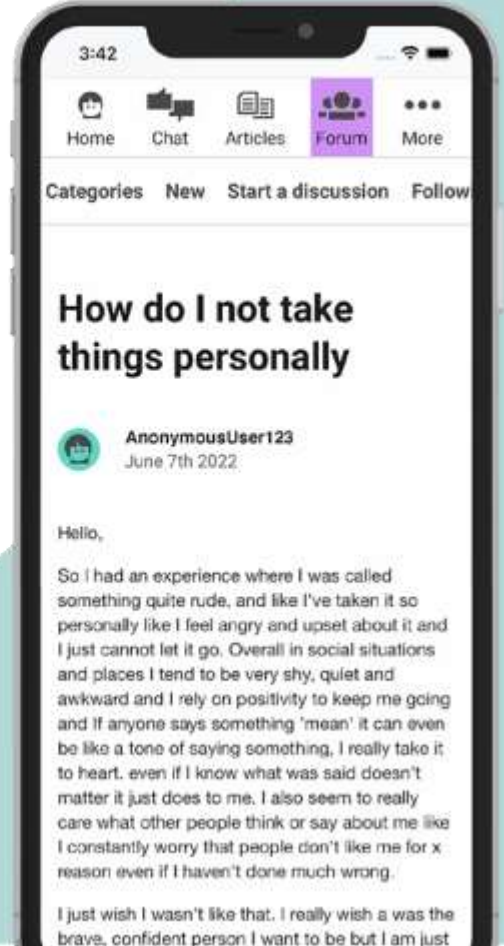 3:42
Home Chat Articles Forum More
Categories New Start a discussion Follow
How do I not take
things personally
AnonymousUser123
June 7th 2022
Hello,
So I had an experience where I was called
something quite rude, and like I've taken it so
personally like I feel angry and upset about it and
I just cannot let it go. Overall in social situations
and places I tend to be very shy, quiet and
awkward and I rely on positivity to keep me going
and If anyone says something 'mean' it can even
be like a tone of saying something, I really take it
to heart. even if I know what was said doesn't
matter it just does to me. I also seem to really
care what other people think or say about me like
I constantly worry that people don't like me for x
reason even if I haven't done much wrong.
I just wish I wasn't like that. I really wish a was the
brave, confident person I want to be but I am just